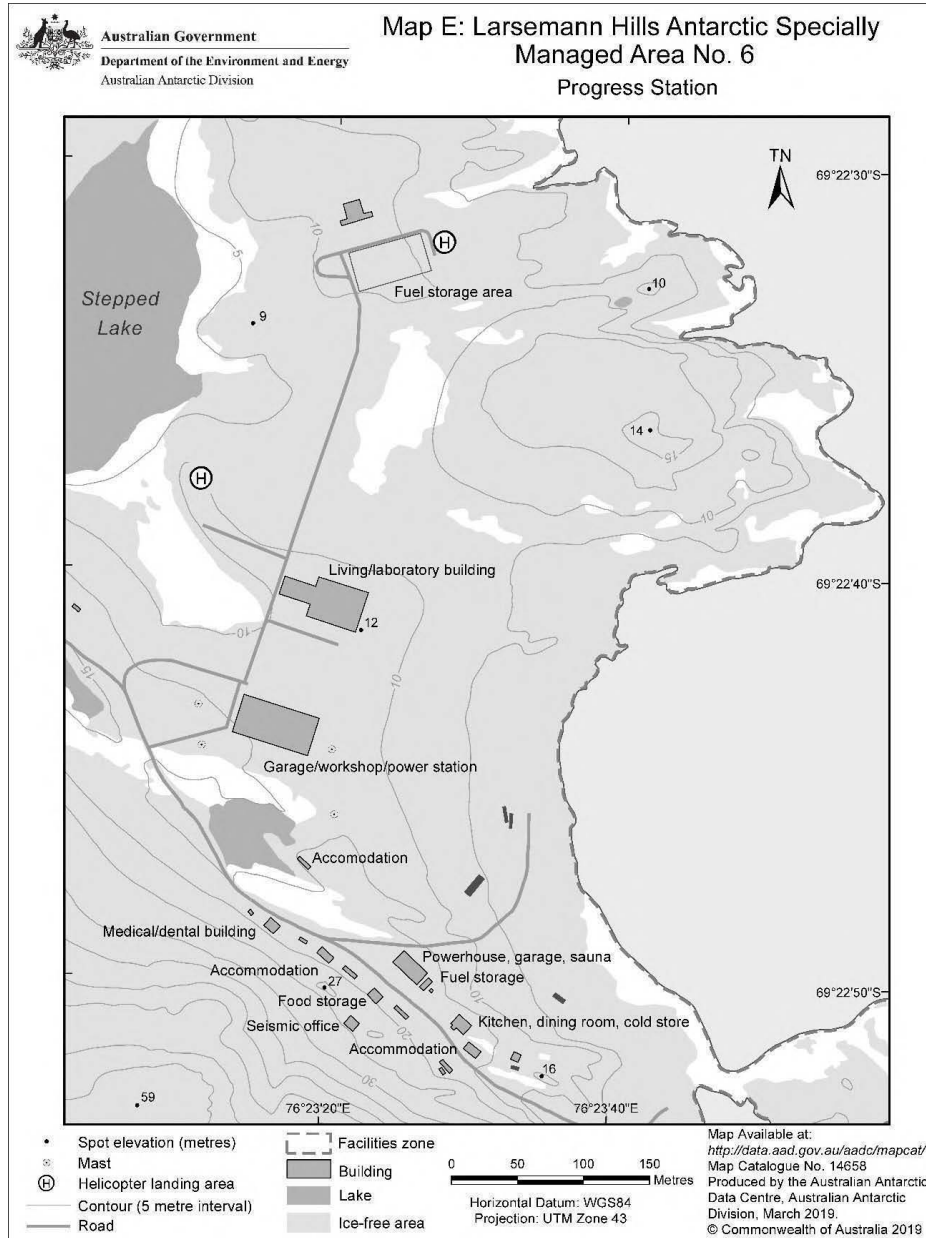 Australian Government
Department of the Environment and Energy
Australian Antarctic Division
Map E: Larsemann Hills Antarctic Specially
Managed Area No. 6
Progress Station
TN
69°22'30"S
10
5
Fuel storage area
10
Stepped
Lake
9
14
15
10
Living/laboratory building
69°22'40"S
12
10
10
15
Garage/workshop/power station
Accomodation
Medical/dental building
Powerhouse, garage, sauna
Accommodation
Fuel storage
27
10
69°22'50"S
Food storage
Seismic office
20
Kitchen, dining room, cold store
Accommodation
30
16
59
76°23'20"E
76°23'40"E
Spot elevation (metres)
Mast
H Helicopter landing area
Contour (5 metre interval)
Road
Facilities zone
Building
Lake
Ice-free area
0 50 100 150
Metres
Horizontal Datum: WGS84
Projection: UTM Zone 43
Map Available at:
http://data.aad.gov.au/aadc/mapcat/
Map Catalogue No. 14658
Produced by the Australian Antarctic
Data Centre, Australian Antarctic
Division, March 2019.
© Commonwealth of Australia 2019
H
H